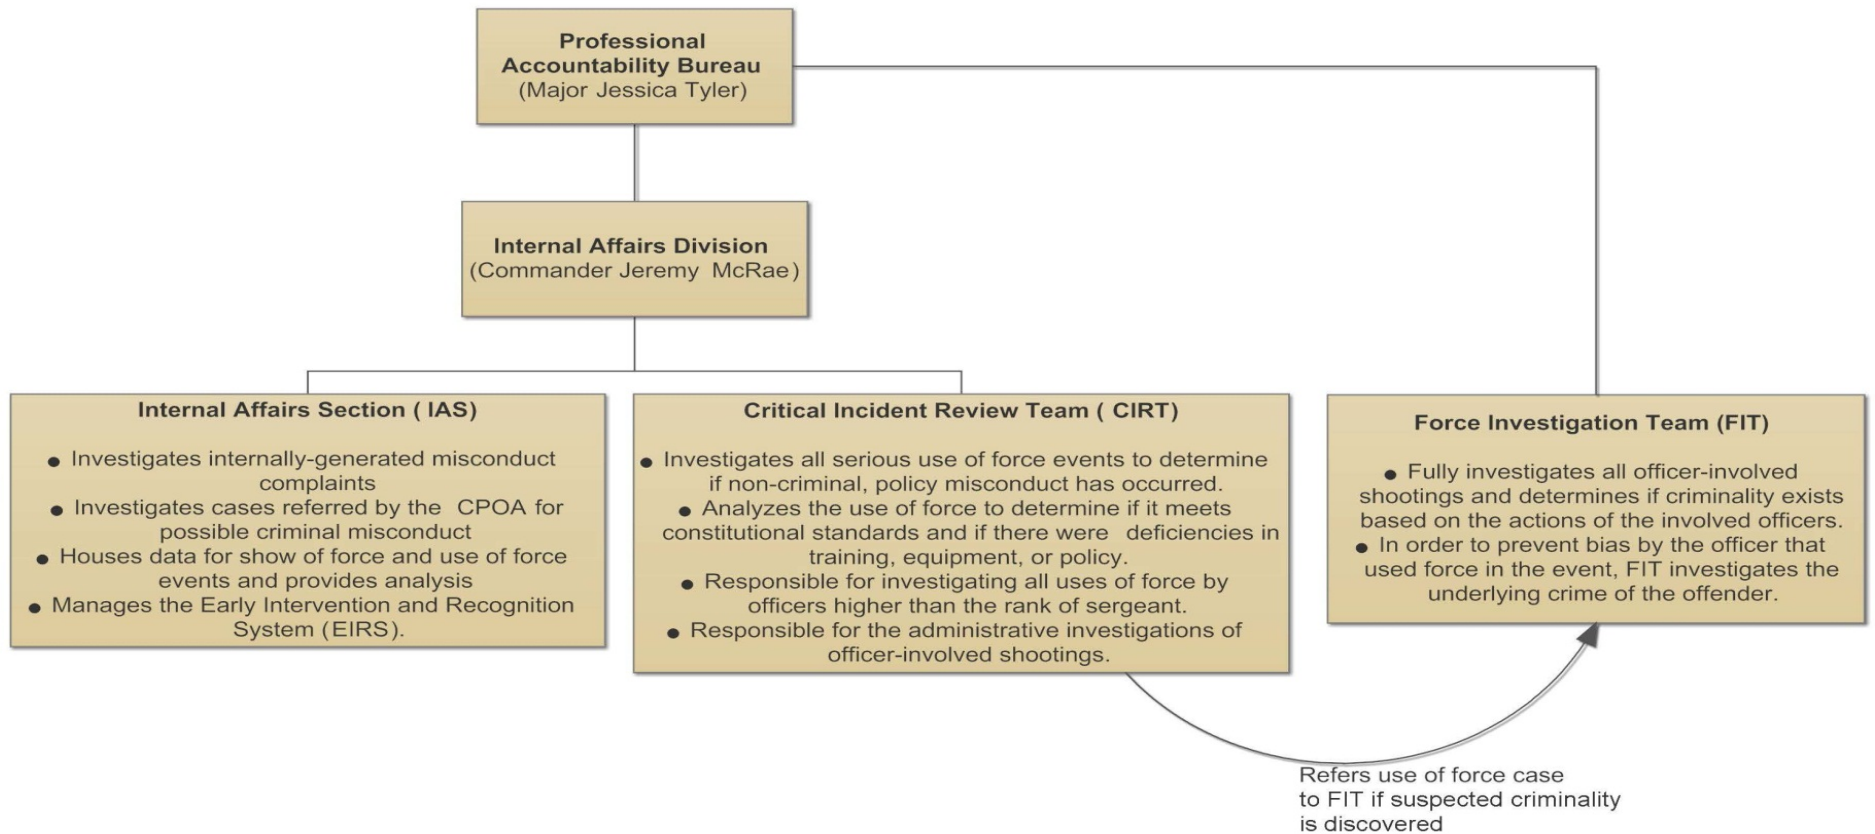 Professional
Accountability Bureau
(Major Jessica Tyler)
Internal Affairs Division
(Commander Jeremy McRae)
Internal Affairs Section ( IAS)
● Investigates internally-generated misconduct
complaints
● Investigates cases referred by the CPOA for
possible criminal misconduct
● Houses data for show of force and use of force
events and provides analysis
● Manages the Early Intervention and Recognition
System (EIRS).
Critical Incident Review Team ( CIRT)
● Investigates all serious use of force events to determine
if non-criminal, policy misconduct has occurred.
● Analyzes the use of force to determine if it meets
constitutional standards and if there were deficiencies in
training, equipment, or policy.
● Responsible for investigating all uses of force by
officers higher than the rank of sergeant.
● Responsible for the administrative investigations of
officer-involved shootings.
Force Investigation Team (FIT)
● Fully investigates all officer-involved
shootings and determines if criminality exists
based on the actions of the involved officers.
● In order to prevent bias by the officer that
used force in the event, FIT investigates the
underlying crime of the offender.
Refers use of force case
to FIT if suspected criminality
is discovered